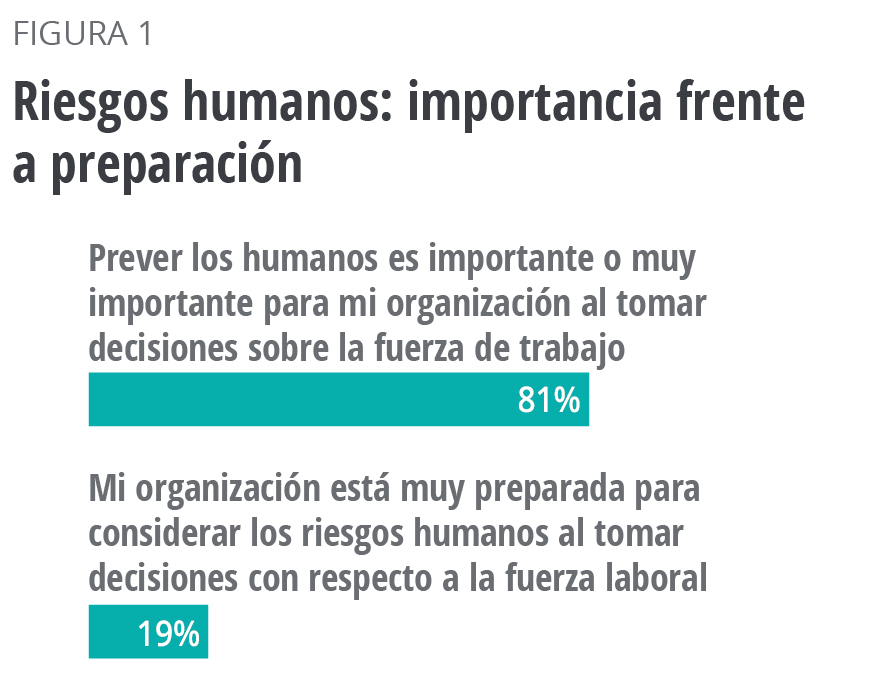 FIGURA 1
Riesgos humanos: importancia frente
a preparación
Prever los humanos es importante o muy
importante para mi organización al tomar
decisiones sobre la fuerza de trabajo
81%
Mi organización está muy preparada para
considerar los riesgos humanos al tomar
decisiones con respecto a la fuerza laboral
19%